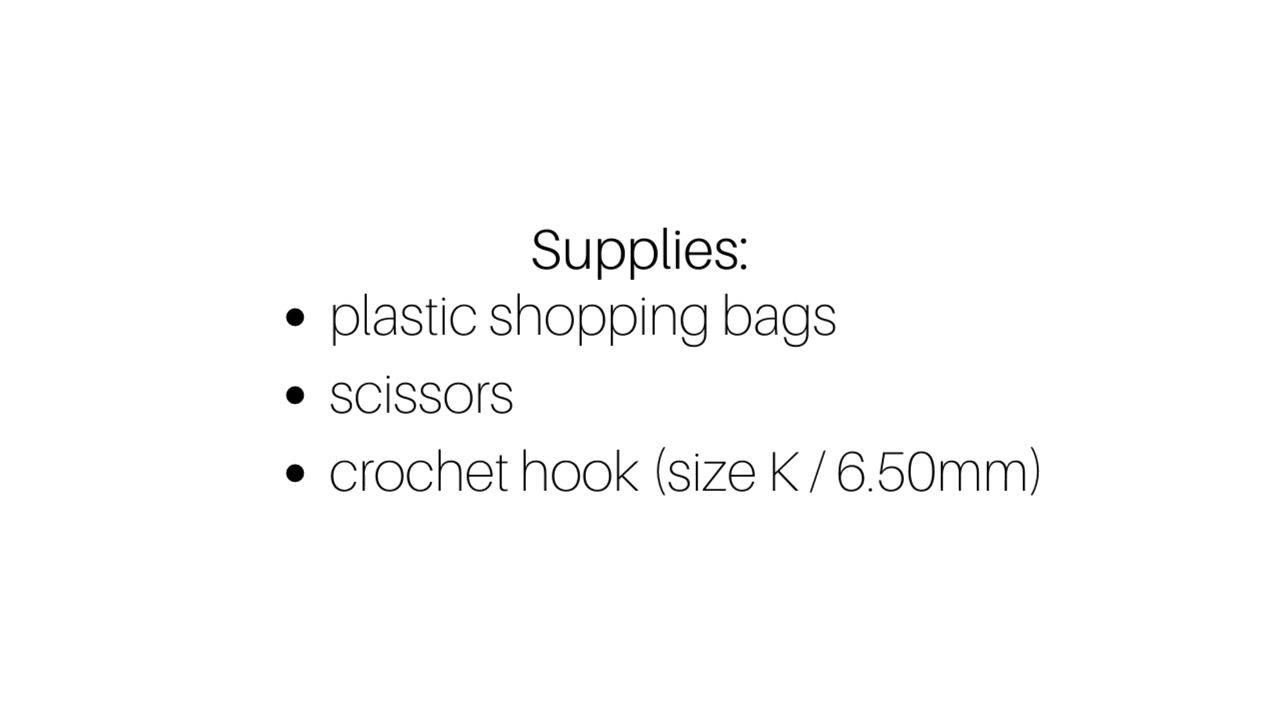 Supplies:
• plastic shopping bags
• scissors
• crochet hook (size K / 6.50mm)